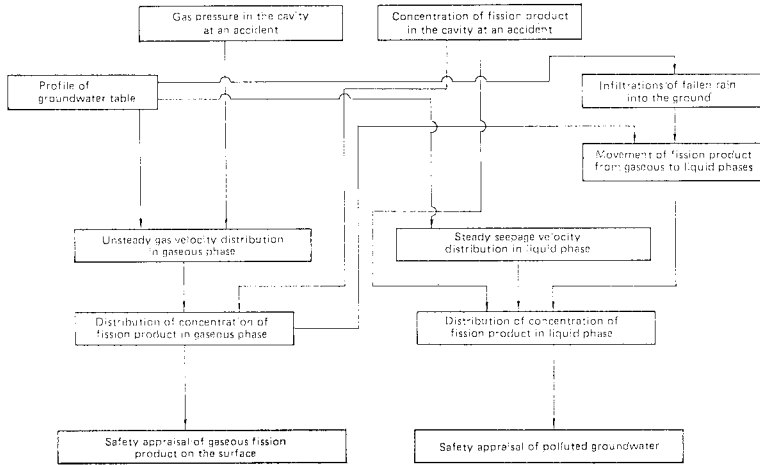 Gas pressure in the cavity
at an accident
Concentration of fission product
in the cavity at an accident
Profile of
groundwater table
Infiltrations of fallen rain
into the ground
Movement of fission product
from gaseous to liquid phases
Unsteady gas velocity distribution
in gaseous phase
Steady seepage velocity
distribution in liquid phase
Distribution of concentration of
fission product in gaseous phase
Distribution of concentration of
fission product in liquid phase
Safety appraisal of gaseous fission
product on the surface
Safety appraisal of polluted groundwater